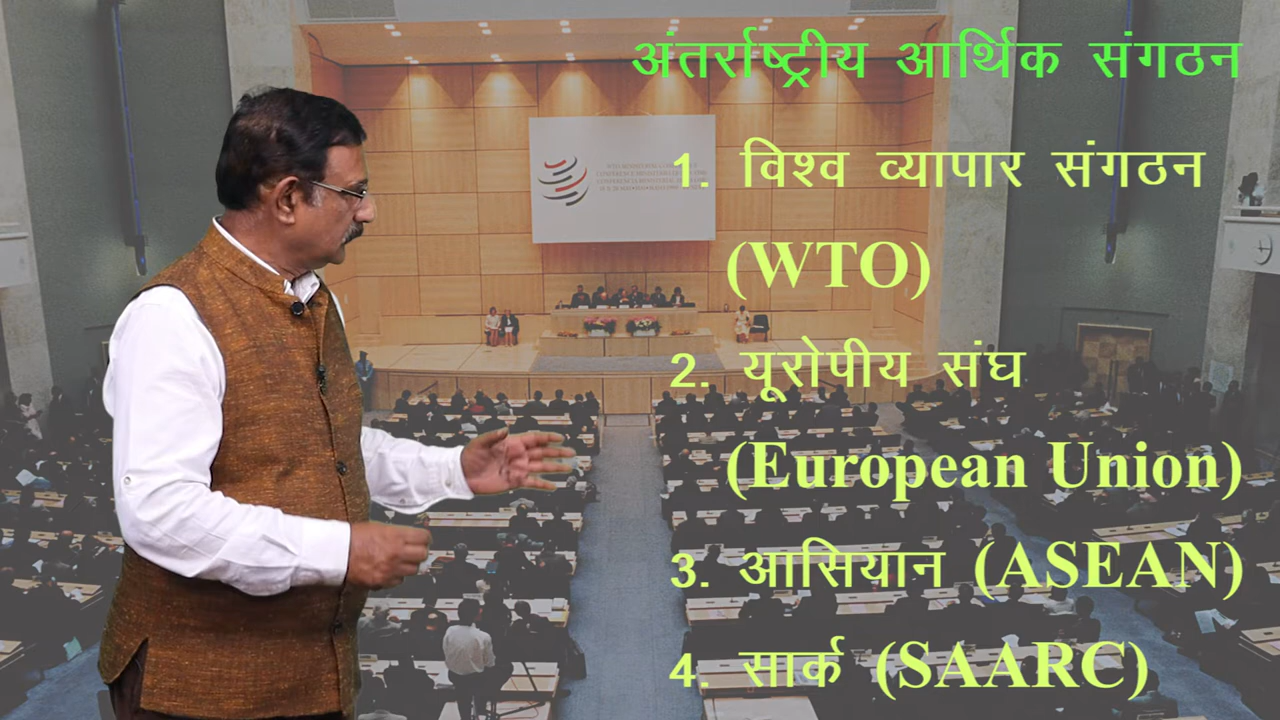 अंतर्राष्ट्रीय आर्थिक संगठन
1. विश्व व्यापार संगठन
(WTO)
2. यूरोपीय संघ
(European Union)
3. आसियान (ASEAN)
4. सार्क (SAARC)